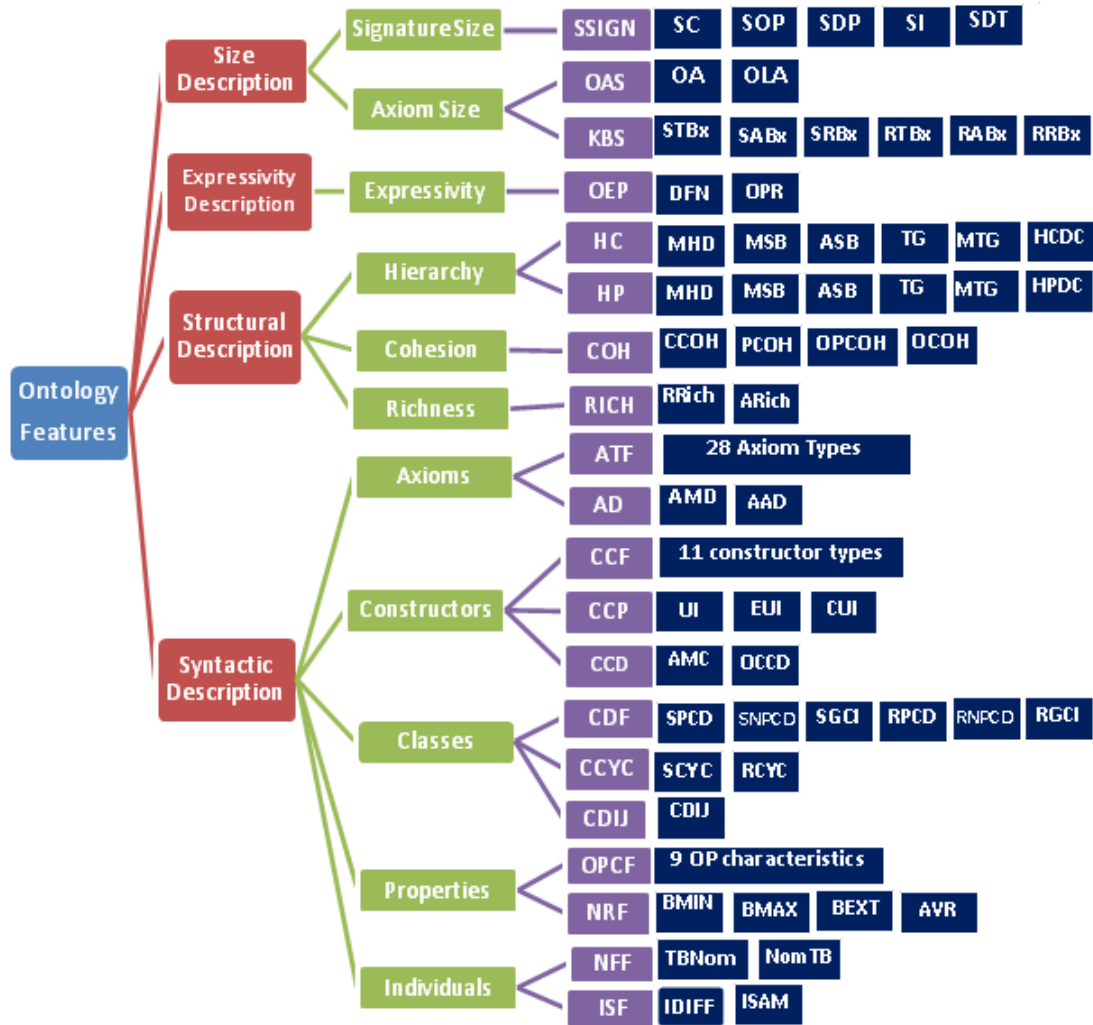 Ontology
Features
Size
Description
Expressivity
Description
Structural
Description
Syntactic
Description
SignatureSize
Axiom Size
Expressivity
Hierarchy
Cohesion
Richness
Axioms
Constructors
Classes
Properties
Individuals
SSIGN SC SOP SDP SI SDT
OAS OA OLA
KBS STBx SABx SRBx RTBx RABx RRBx
OEP DFN OPR
HC MHD MSB ASB TG MTG HCDC
HP MHD MSB ASB TG MTG HPDC
COH CCOH PCOH OPCOH OCOH
RICH RRich ARich
ATF 28 Axiom Types
AD AMD AAD
CCF 11 constructor types
CCP UI EUI CUI
CCD AMC OCCD
CDF SPCD SNPCD SGCI RPCD RNPCD RGCI
CCYC SCYC RCYC
CDIJ CDIJ
OPCF 9 OP characteristics
NRF BMIN BMAX BEXT AVR
NFF TBNom NomTB
ISF IDIFF ISAM